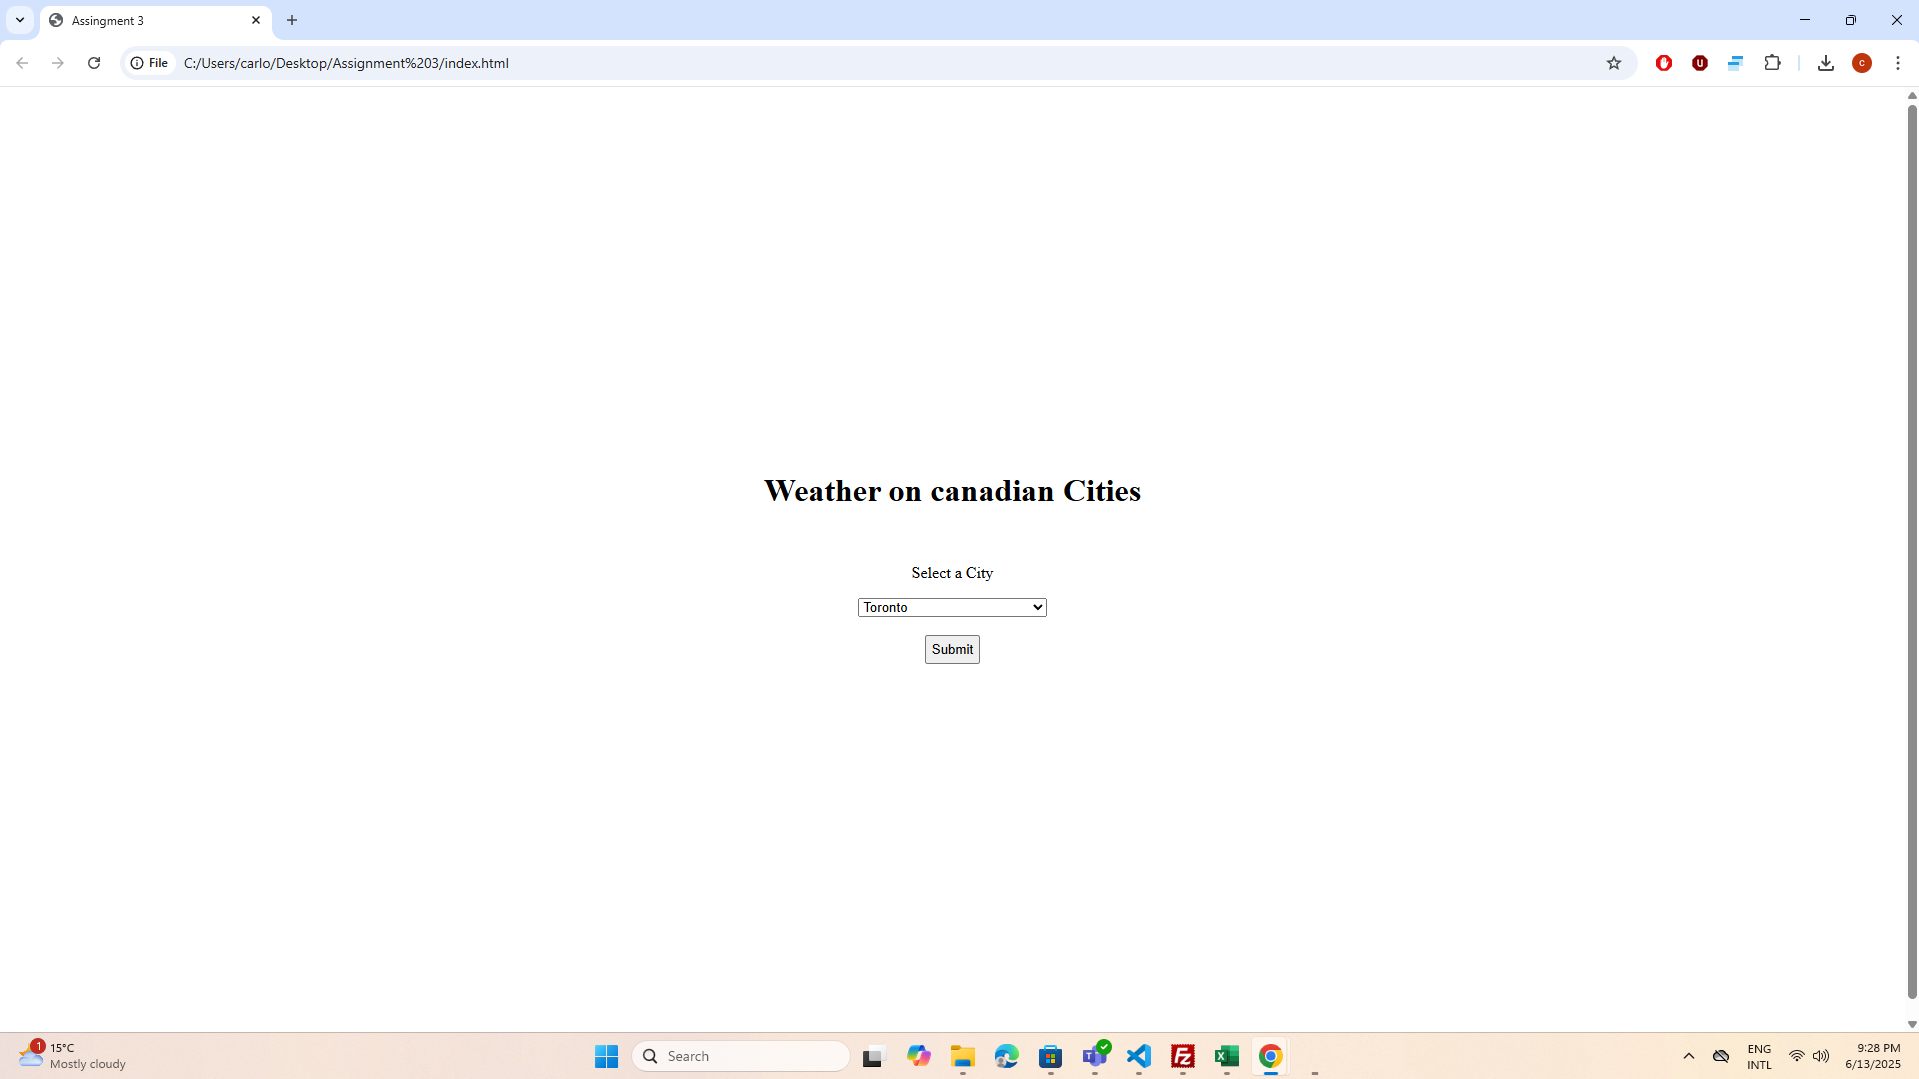 Assingment 3
File
C:/Users/carlo/Desktop/Assignment%203/index.html
c
Weather on canadian Cities
Select a City
Toronto
Submit
1
15°C
Mostly cloudy
Search
ENG
INTL
9:28 PM
6/13/2025